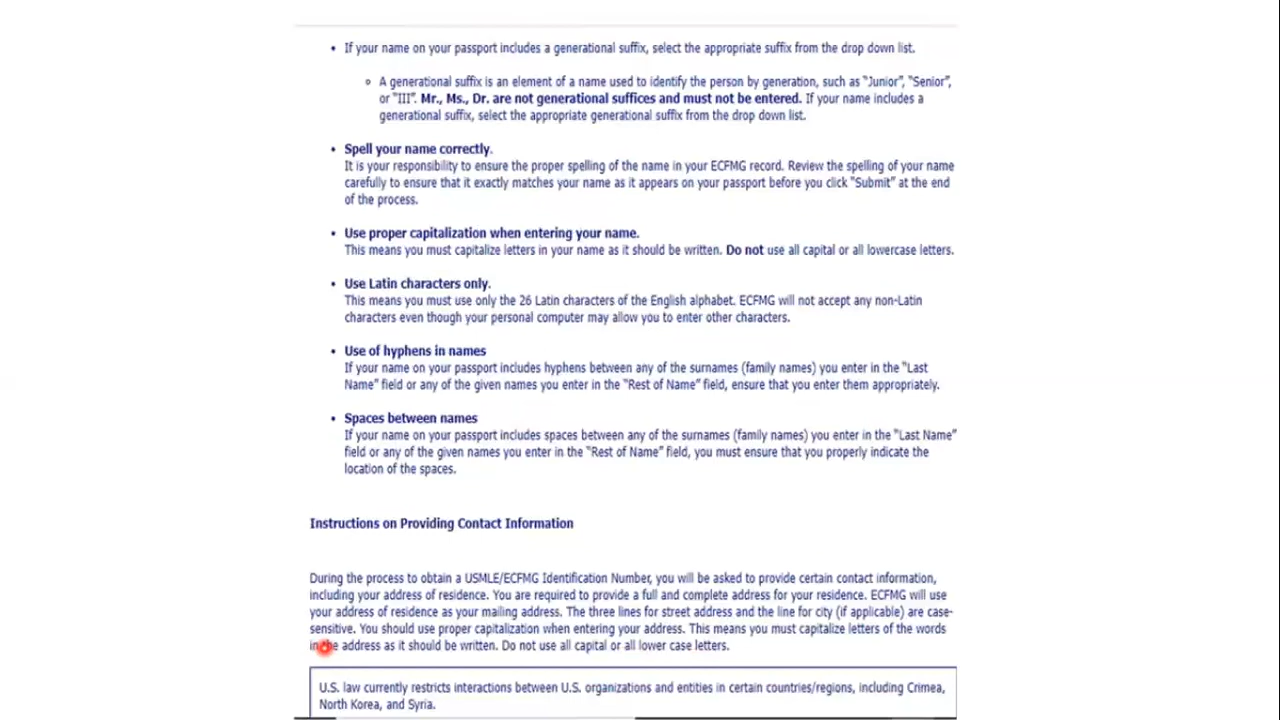 • If your name on your passport includes a generational suffix, select the appropriate suffix from the drop down list.
o A generational suffix is an element of a name used to identify the person by generation, such as "Junior", "Senior",
or "III". Mr., Ms., Dr. are not generational suffices and must not be entered. If your name includes a
generational suffix, select the appropriate generational suffix from the drop down list.
• Spell your name correctly.
It is your responsibility to ensure the proper spelling of the name in your ECFMG record. Review the spelling of your name
carefully to ensure that it exactly matches your name as it appears on your passport before you click "Submit" at the end
of the process.
• Use proper capitalization when entering your name.
This means you must capitalize letters in your name as it should be written. Do not use all capital or all lowercase letters.
• Use Latin characters only.
This means you must use only the 26 Latin characters of the English alphabet. ECFMG will not accept any non-Latin
characters even though your personal computer may allow you to enter other characters.
• Use of hyphens in names
If your name on your passport includes hyphens between any of the surnames (family names) you enter in the "Last
Name" field or any of the given names you enter in the "Rest of Name" field, ensure that you enter them appropriately.
• Spaces between names
If your name on your passport includes spaces between any of the surnames (family names) you enter in the "Last Name"
field or any of the given names you enter in the "Rest of Name" field, you must ensure that you properly indicate the
location of the spaces.
Instructions on Providing Contact Information
During the process to obtain a USMLE/ECFMG Identification Number, you will be asked to provide certain contact information,
including your address of residence. You are required to provide a full and complete address for your residence. ECFMG will use
your address of residence as your mailing address. The three lines for street address and the line for city (if applicable) are case-
sensitive. You should use proper capitalization when entering your address. This means you must capitalize letters of the words
in the address as it should be written. Do not use all capital or all lower case letters.
U.S. law currently restricts interactions between U.S. organizations and entities in certain countries/regions, including Crimea,
North Korea, and Syria.